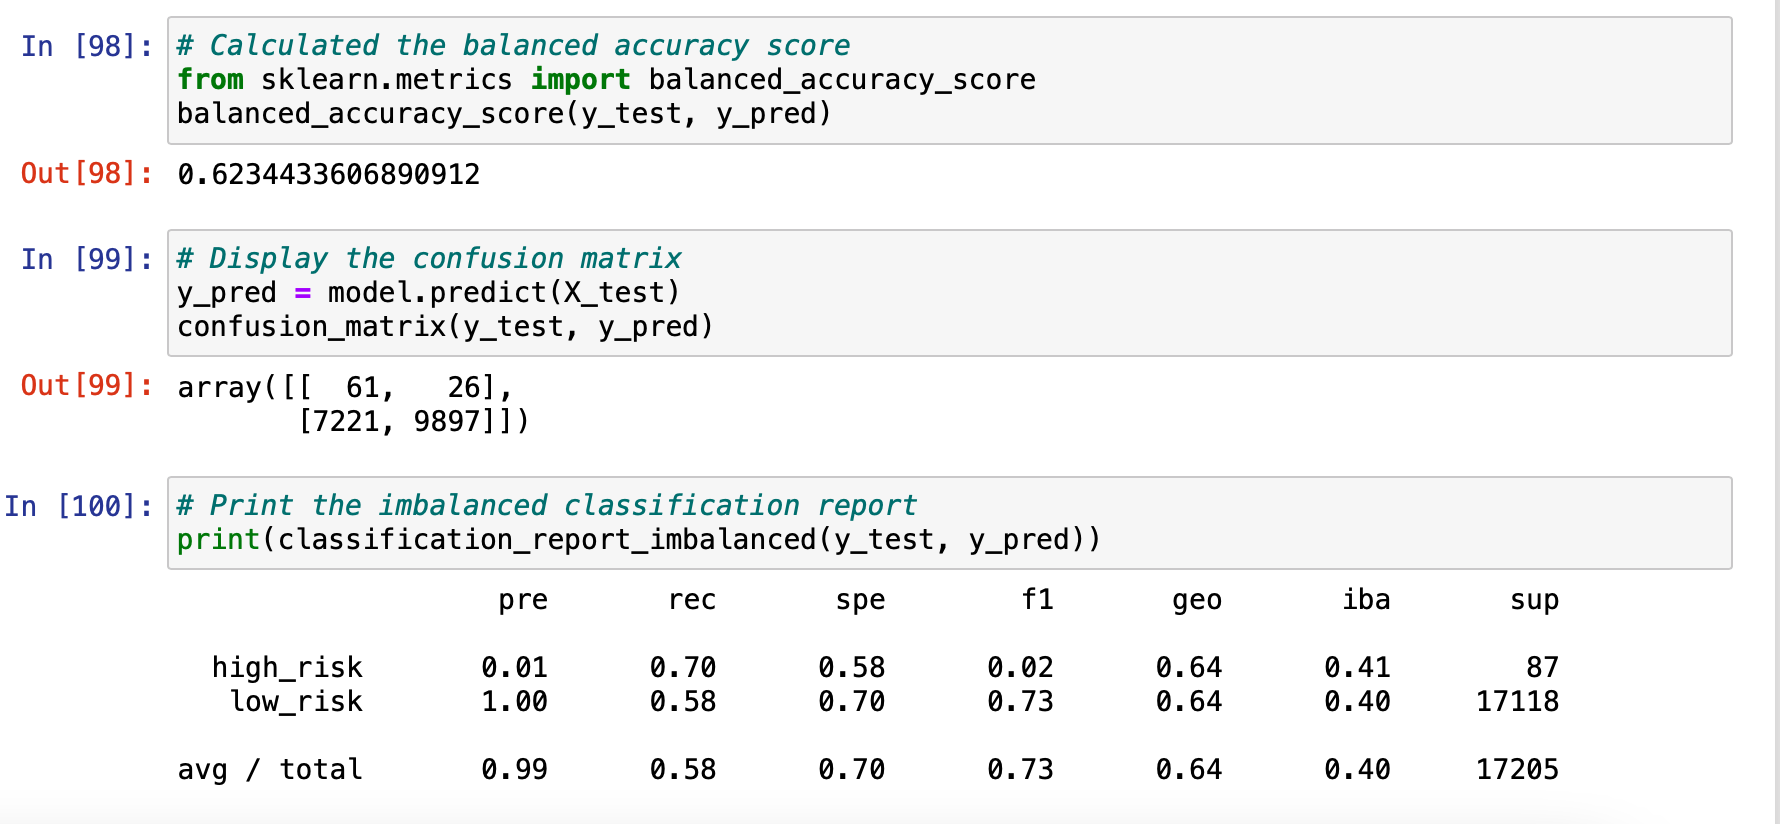 In [98]: # Calculated the balanced accuracy score
from sklearn.metrics import balanced_accuracy_score
balanced_accuracy_score(y_test, y_pred)
Out[98]: 0.6234433606890912
In [99]: # Display the confusion matrix
y_pred = model.predict(X_test)
confusion_matrix(y_test, y_pred)
Out[99]: array([[  61,   26],
[7221, 9897]])
In [100]: # Print the imbalanced classification report
print(classification_report_imbalanced(y_test, y_pred))
pre rec spe f1 geo iba sup
high_risk 0.01 0.70 0.58 0.02 0.64 0.41 87
low_risk 1.00 0.58 0.70 0.73 0.64 0.40 17118
avg / total 0.99 0.58 0.70 0.73 0.64 0.40 17205